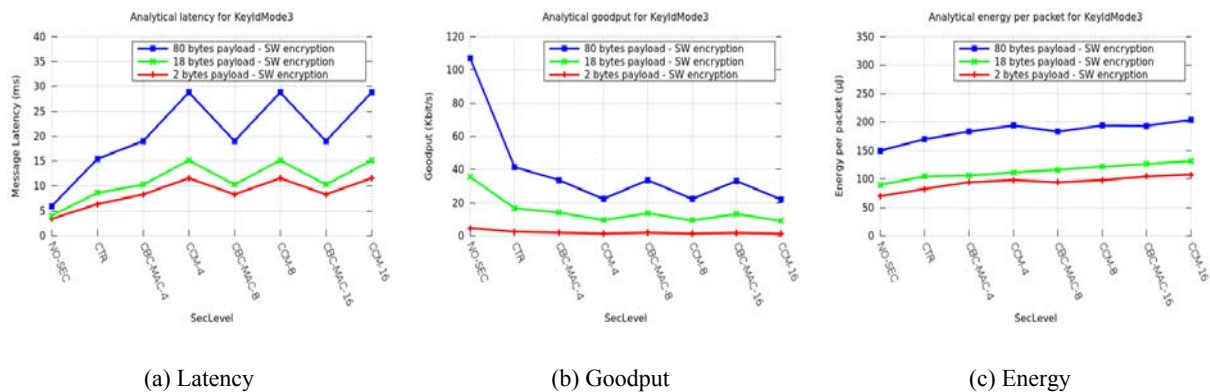 Analytical latency for KeyIdMode3
40
35
30
25
20
15
10
5
0
Message Latency (ms)
80 bytes payload - SW encryption
18 bytes payload - SW encryption
2 bytes payload - SW encryption
NO-SEC
CTR
CBC-MAC-4
CCM-4
CBC-MAC-8
CCM-8
CBC-MAC-16
CCM-16
SecLevel
(a) Latency
Analytical goodput for KeyIdMode3
120
100
80
60
40
20
0
Goodput (Kbit/s)
80 bytes payload - SW encryption
18 bytes payload - SW encryption
2 bytes payload - SW encryption
NO-SEC
CTR
CBC-MAC-4
CCM-4
CBC-MAC-8
CCM-8
CBC-MAC-16
CCM-16
SecLevel
(b) Goodput
Analytical energy per packet for KeyIdMode3
350
300
250
200
150
100
50
0
Energy per packet (µJ)
80 bytes payload - SW encryption
18 bytes payload - SW encryption
2 bytes payload - SW encryption
NO-SEC
CTR
CBC-MAC-4
CCM-4
CBC-MAC-8
CCM-8
CBC-MAC-16
CCM-16
SecLevel
(c) Energy